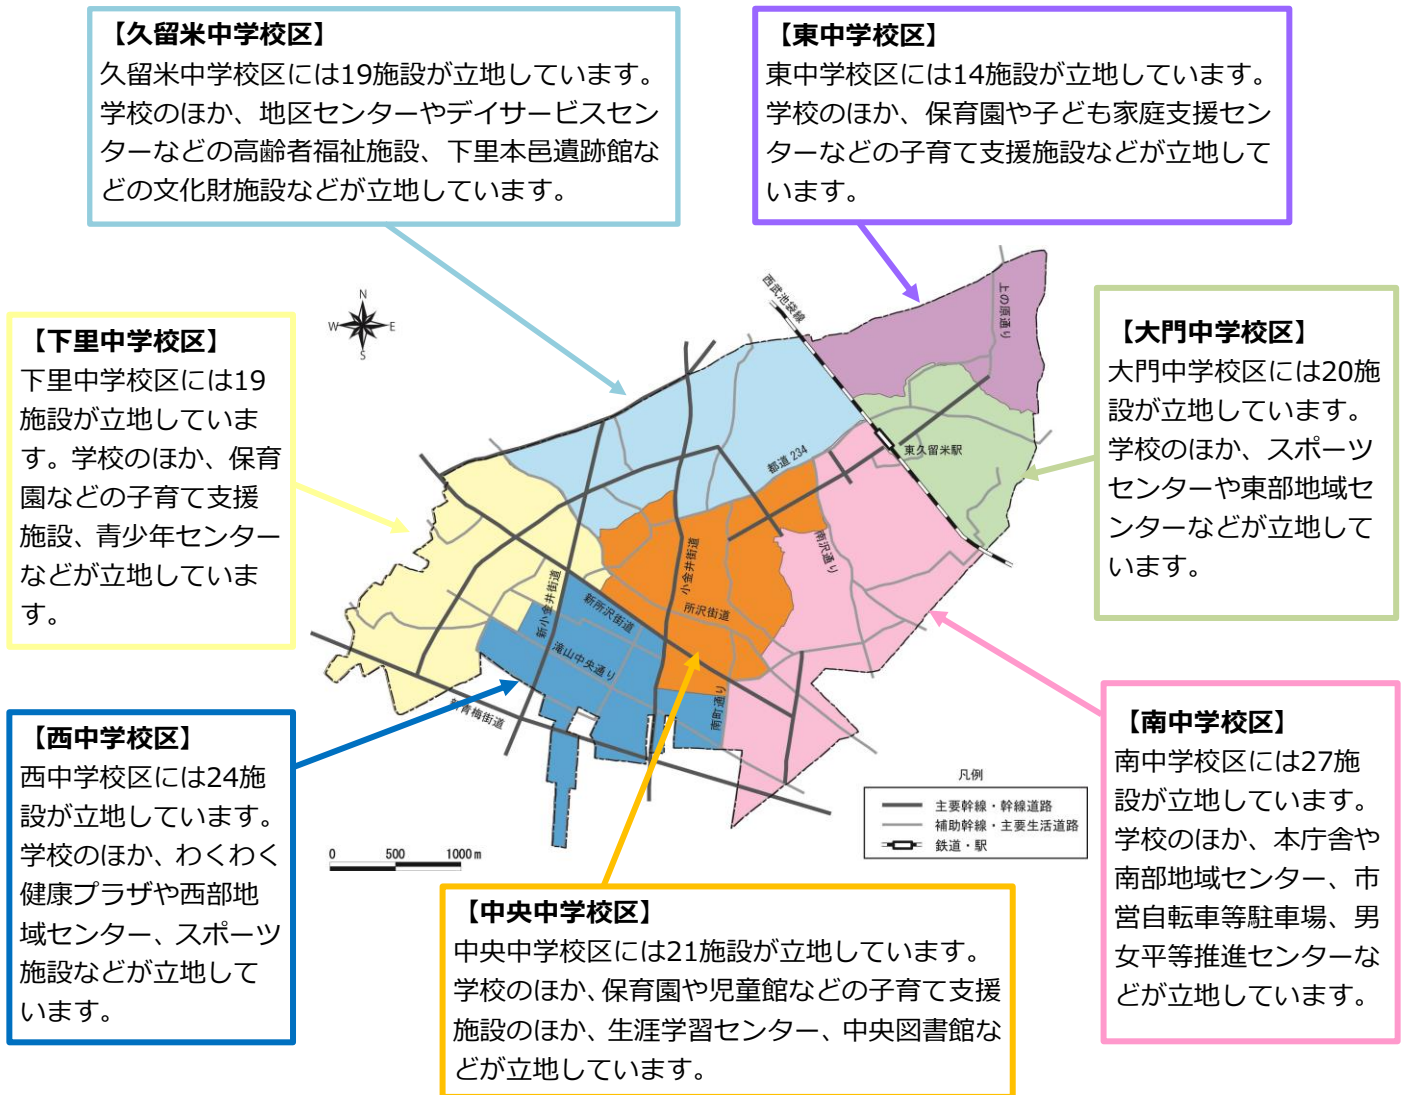 【久留米中学校区】
久留米中学校区には19施設が立地しています。
学校のほか、地区センターやデイサービスセン
ターなどの高齢者福祉施設、下里本邑遺跡館な
どの文化財施設などが立地しています。
【東中学校区】
東中学校区には14施設が立地しています。
学校のほか、保育園や子ども家庭支援セン
ターなどの子育て支援施設などが立地して
います。
【下里中学校区】
下里中学校区には19
施設が立地していま
す。学校のほか、保育
園などの子育て支援
施設、青少年センター
などが立地していま
す。
【大門中学校区】
大門中学校区には20施
設が立地しています。
学校のほか、スポーツ
センターや東部地域セ
ンターなどが立地して
います。
N
W
E
S
西武池袋線
上の原通り
東久留米駅
都道 234
南沢通り
小金井街道
新小金井街道
新所沢街道
所沢街道
滝山中央通り
新青梅街道
南町通り
【西中学校区】
西中学校区には24施
設が立地しています。
学校のほか、わくわく
健康プラザや西部地
域センター、スポーツ
施設などが立地して
います。
【南中学校区】
南中学校区には27施
設が立地しています。
学校のほか、本庁舎や
南部地域センター、市
営自転車等駐車場、男
女平等推進センターな
どが立地しています。
凡例
主要幹線・幹線道路
補助幹線・主要生活道路
鉄道・駅
0 500 1000m
【中央中学校区】
中央中学校区には21施設が立地しています。
学校のほか、保育園や児童館などの子育て支援
施設のほか、生涯学習センター、中央図書館な
どが立地しています。